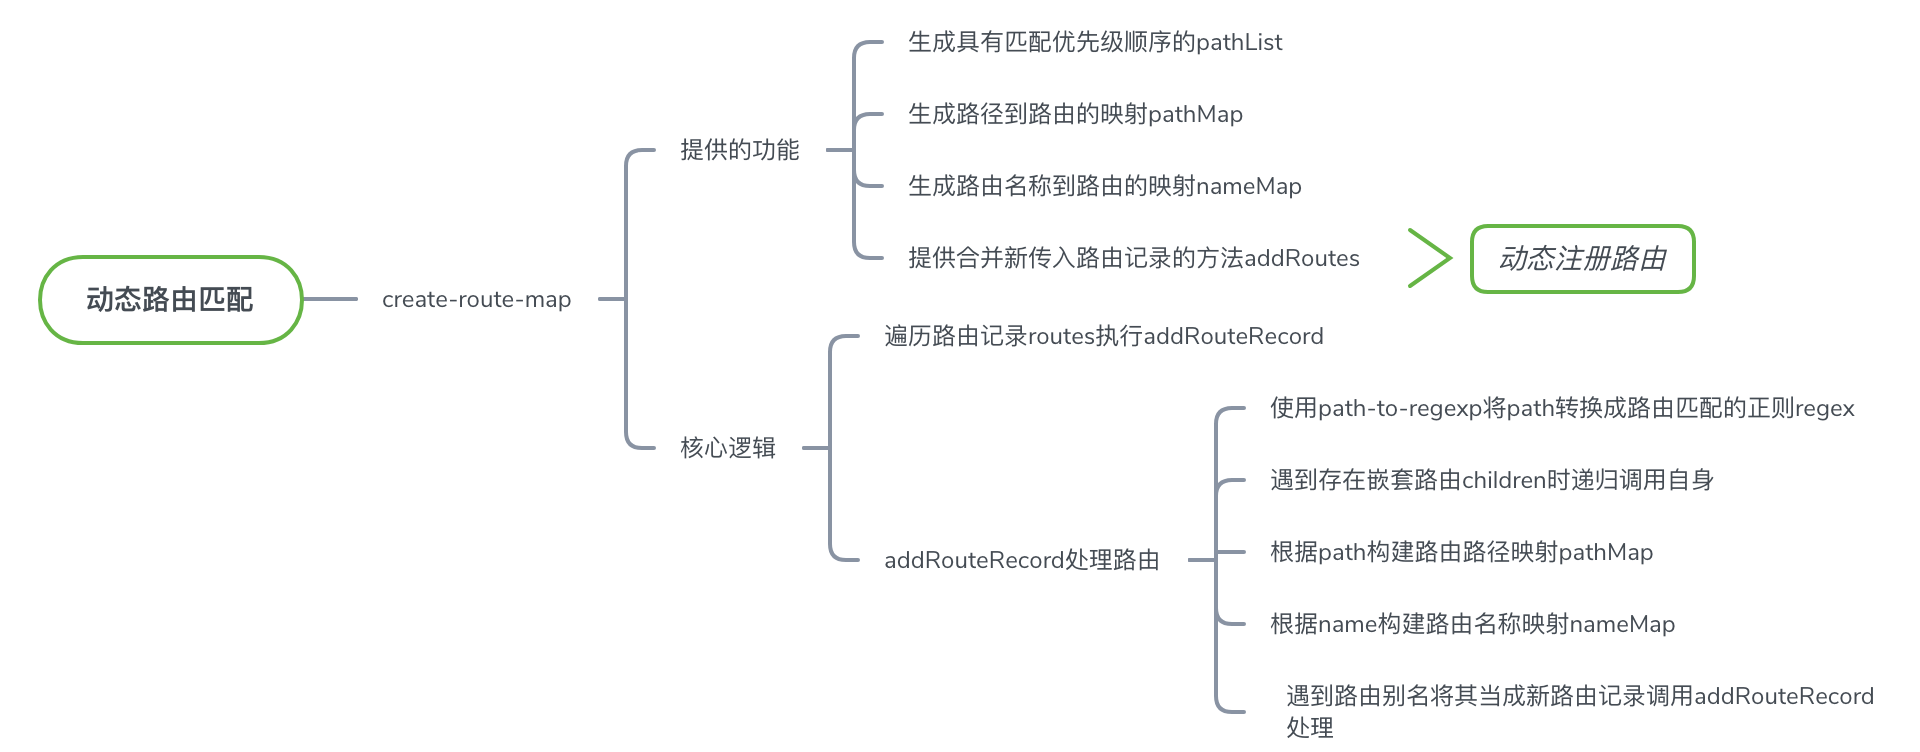 动态路由匹配
create-route-map
提供的功能
生成具有匹配优先级顺序的pathList
生成路径到路由的映射pathMap
生成路由名称到路由的映射nameMap
提供合并新传入路由记录的方法addRoutes
动态注册路由
核心逻辑
遍历路由记录routes执行addRouteRecord
addRouteRecord处理路由
使用path-to-regexp将path转换成路由匹配的正则regex
遇到存在嵌套路由children时递归调用自身
根据path构建路由路径映射pathMap
根据name构建路由名称映射nameMap
遇到路由别名将其当成新路由记录调用addRouteRecord
处理